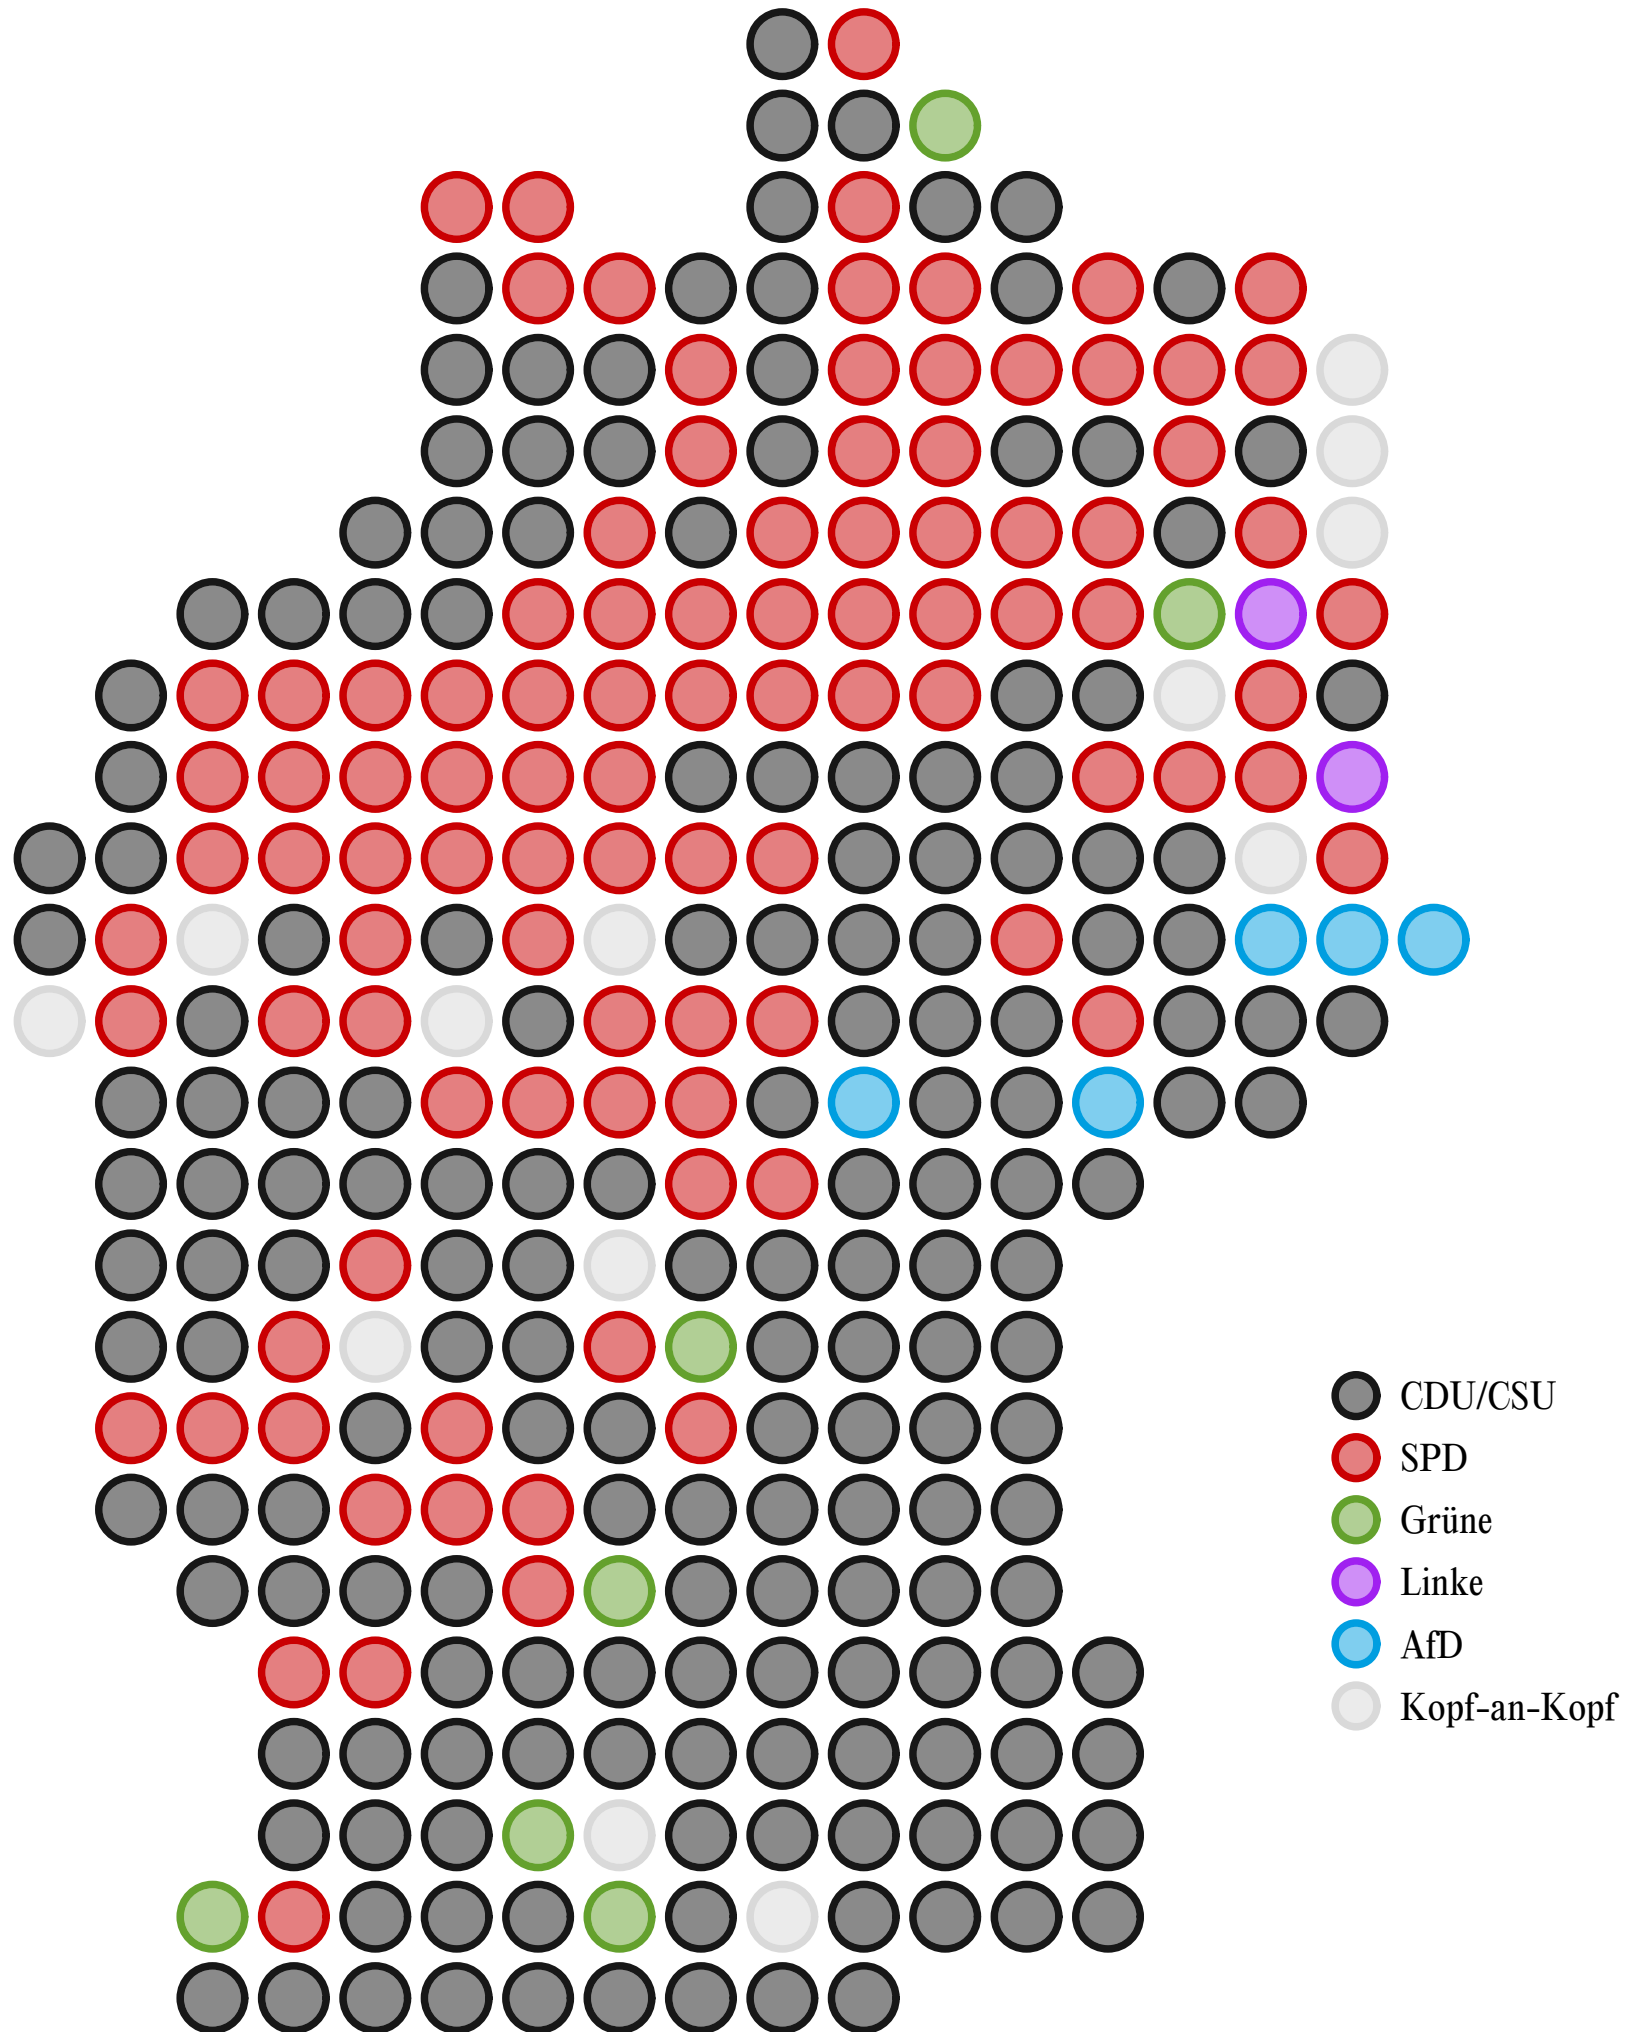 CDU/CSU
SPD
Grüne
Linke
AfD
Kopf-an-Kopf